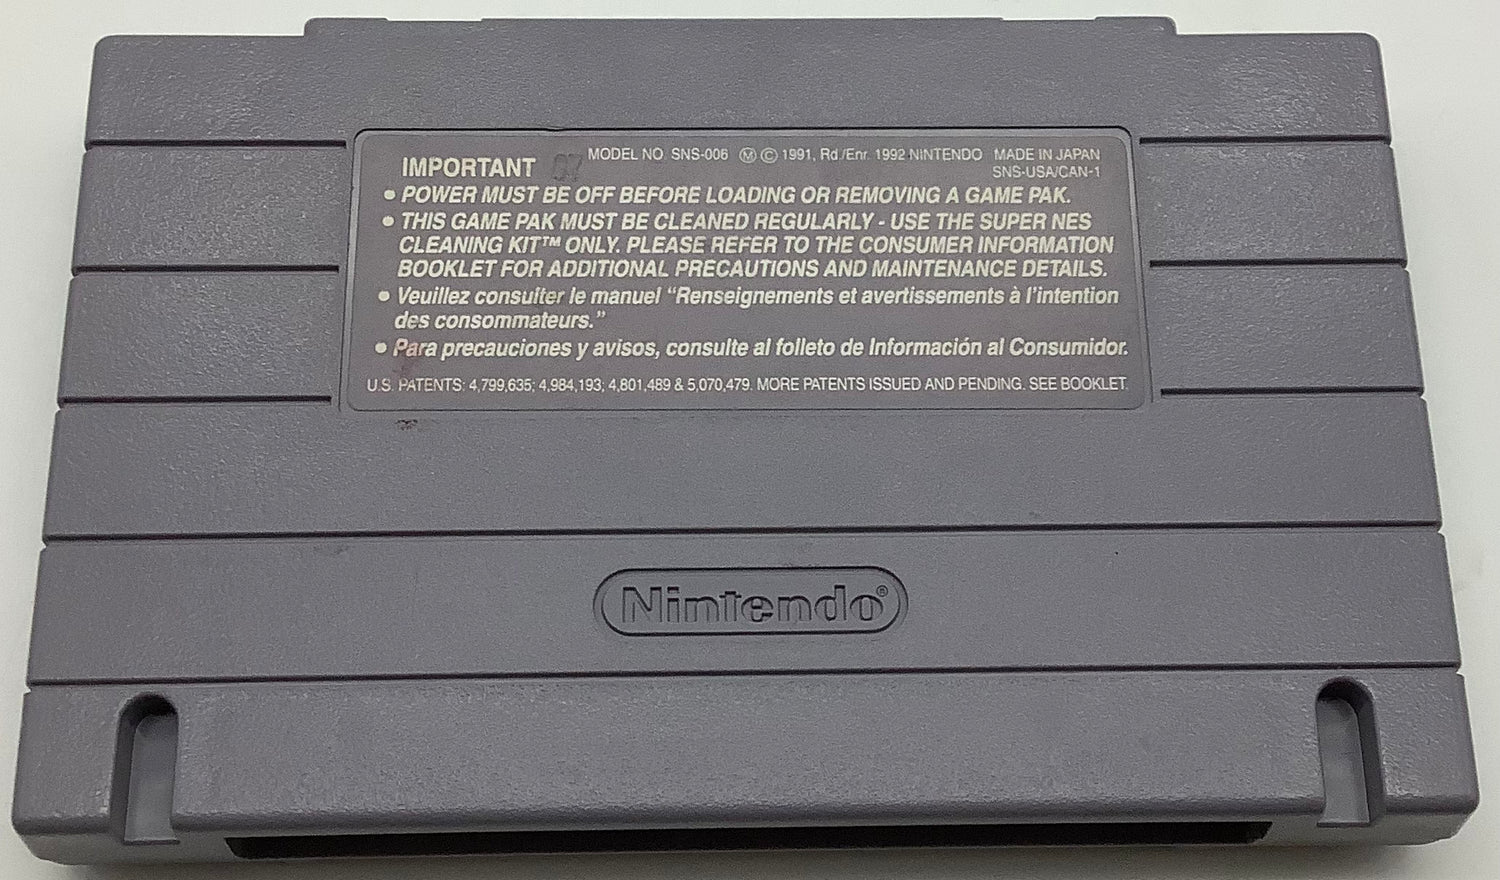 IMPORTANT 07 MODEL NO. SNS-006 Ⓜ © 1991, Rd./Enr. 1992 NINTENDO MADE IN JAPAN
SNS-USA/CAN-1
• POWER MUST BE OFF BEFORE LOADING OR REMOVING A GAME PAK.
• THIS GAME PAK MUST BE CLEANED REGULARLY - USE THE SUPER NES
CLEANING KIT™ ONLY. PLEASE REFER TO THE CONSUMER INFORMATION
BOOKLET FOR ADDITIONAL PRECAUTIONS AND MAINTENANCE DETAILS.
• Veuillez consulter le manuel “Renseignements et avertissements à l’intention
des consommateurs.”
• Para precauciones y avisos, consulte al folleto de Información al Consumidor.
U.S. PATENTS: 4,799,635; 4,984,193; 4,801,489 & 5,070,479. MORE PATENTS ISSUED AND PENDING. SEE BOOKLET.
Nintendo®